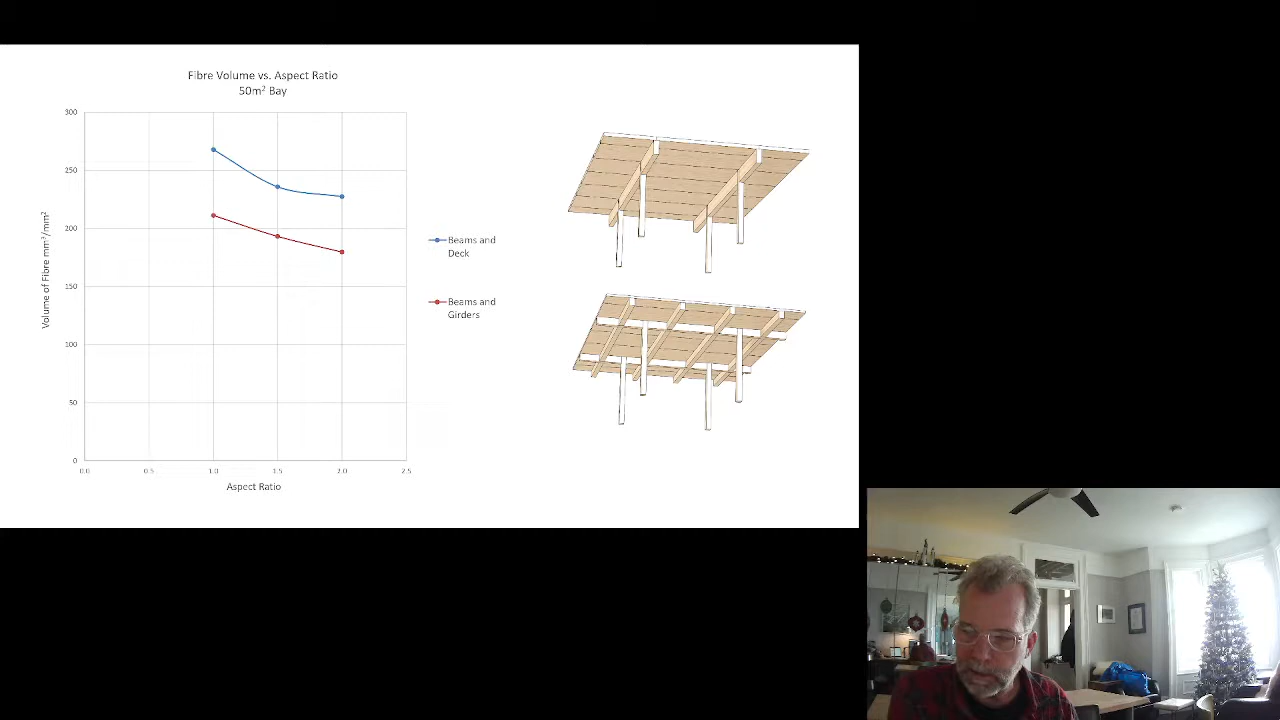 Fibre Volume vs. Aspect Ratio
50m² Bay
300
250
200
150
100
50
0
0.0 0.5 1.0 1.5 2.0 2.5
Aspect Ratio
Volume of Fibre mm³/mm²
Beams and
Deck
Beams and
Girders